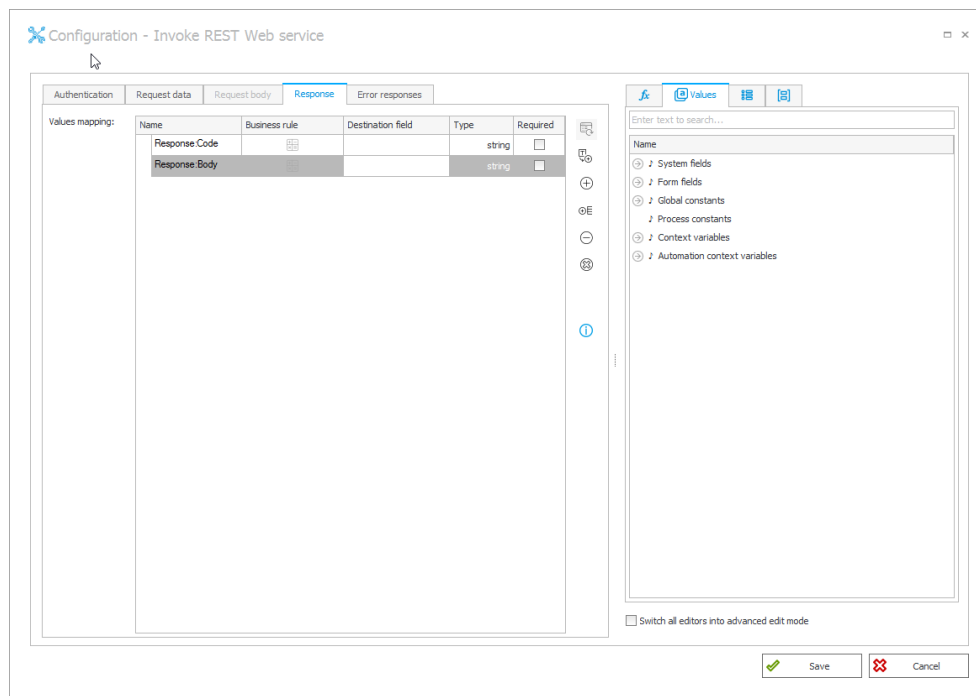 Configuration - Invoke REST Web service
Authentication Request data Request body Response Error responses
Values mapping:
Name Business rule Destination field Type Required
Response:Code string
Response:Body string
fx a Values
Enter text to search...
Name
System fields
Form fields
Global constants
Process constants
Context variables
Automation context variables
Switch all editors into advanced edit mode
Save Cancel